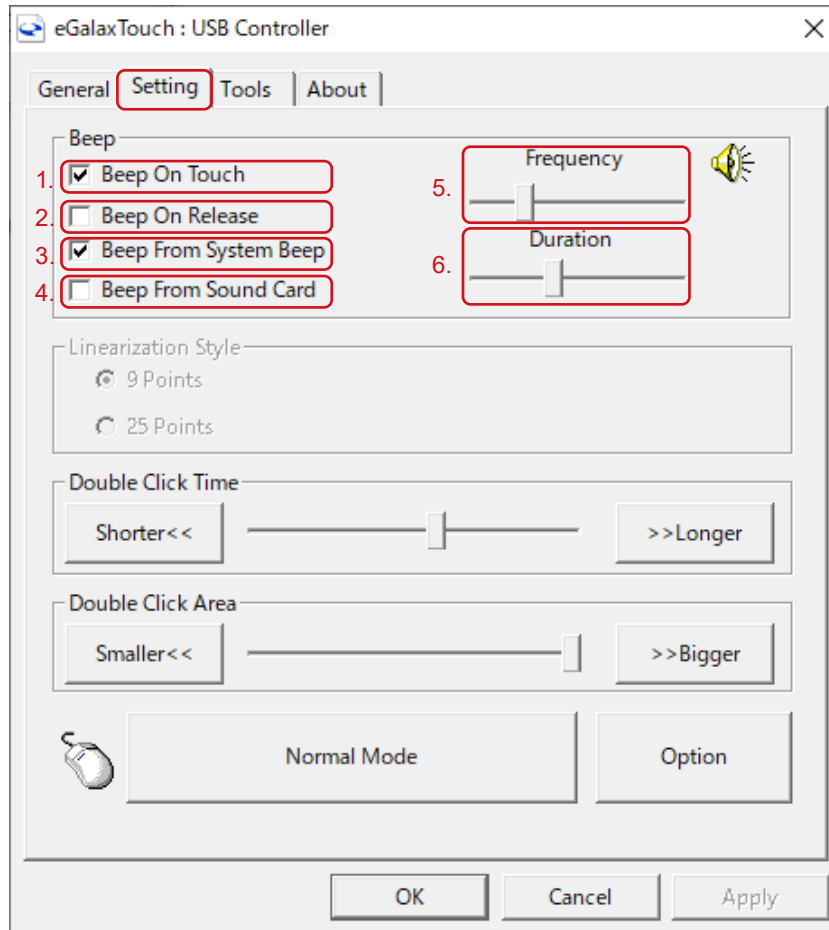 eGalaxTouch : USB Controller
General Setting Tools About
Beep
1. Beep On Touch
2. Beep On Release
3. Beep From System Beep
4. Beep From Sound Card
5. Frequency
6. Duration
Linearization Style
9 Points
25 Points
Double Click Time
Shorter<< >>Longer
Double Click Area
Smaller<< >>Bigger
Normal Mode Option
OK Cancel Apply